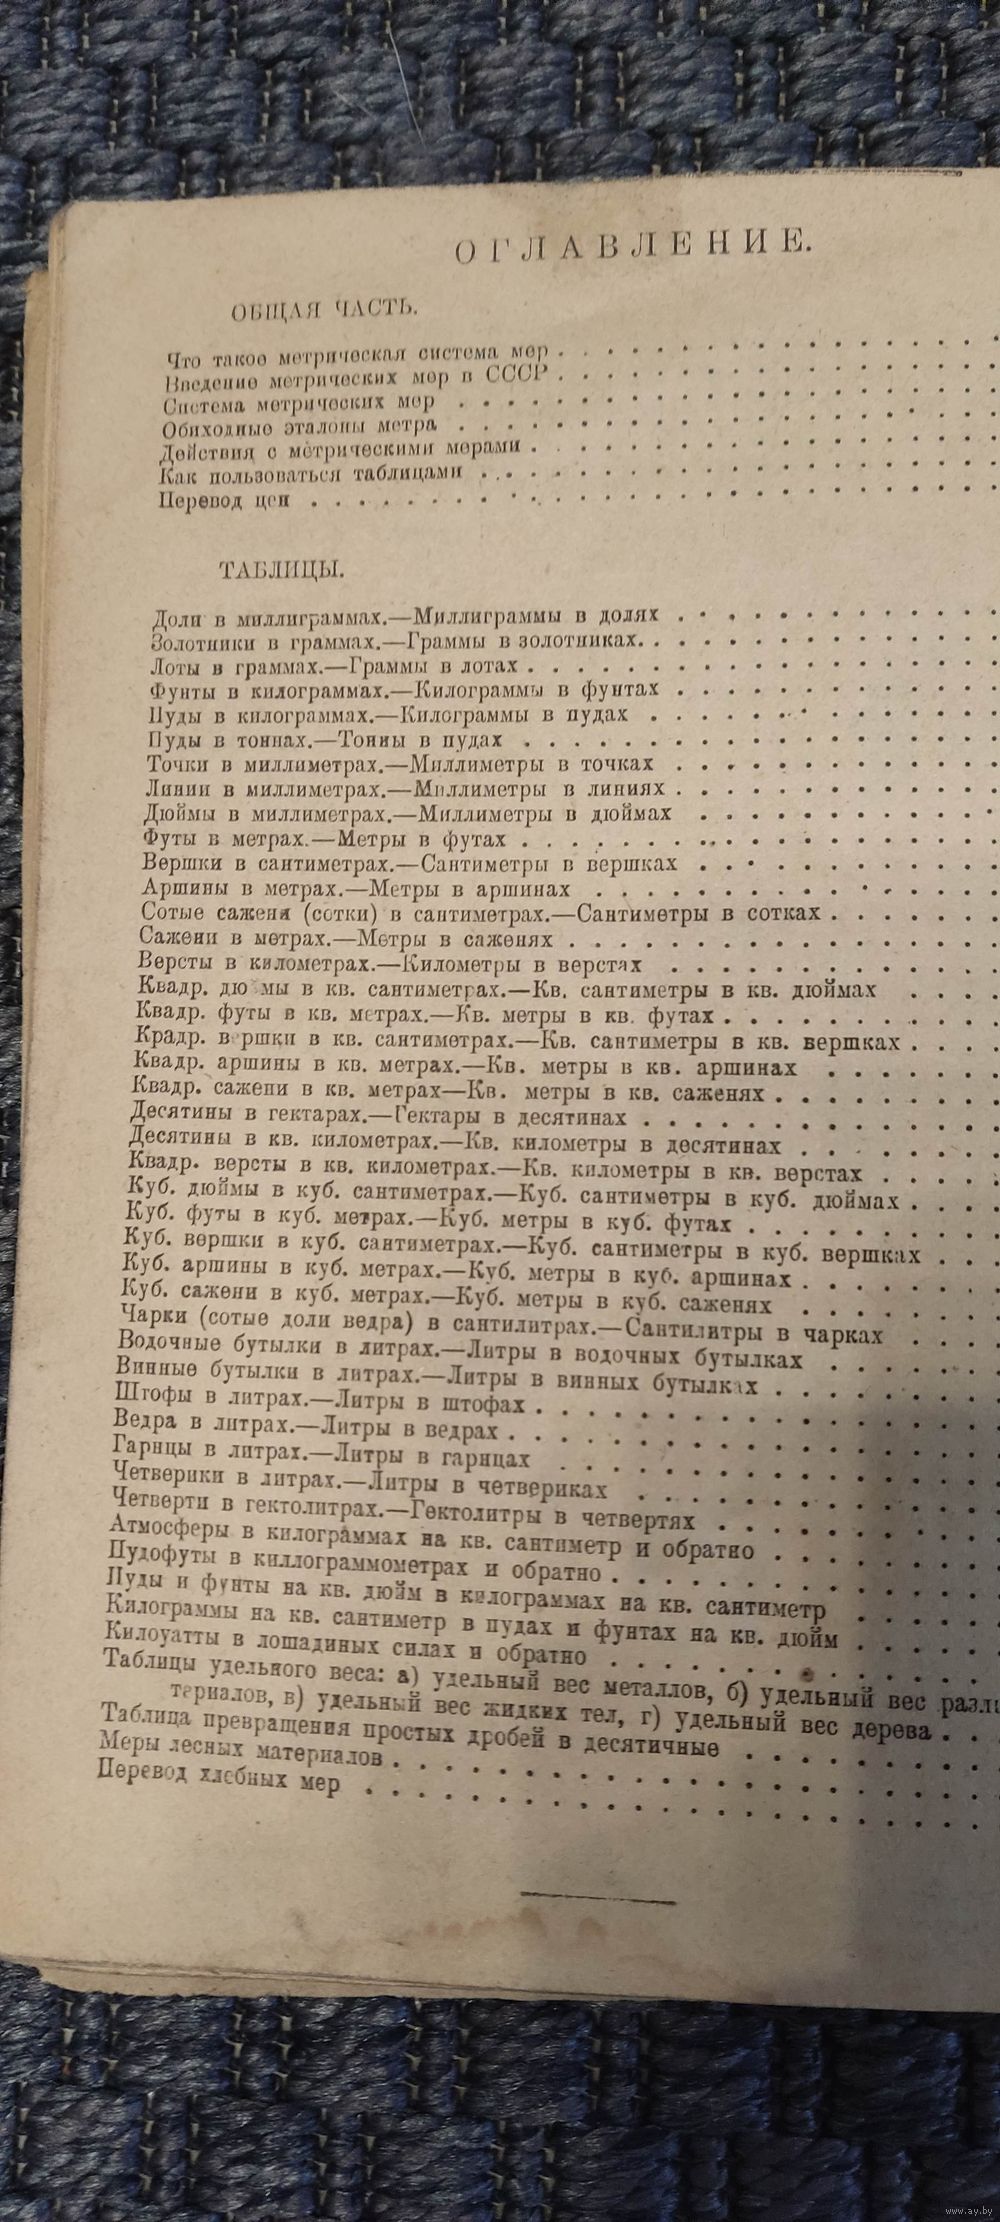 ОГЛАВЛЕНИЕ.
ОБЩАЯ ЧАСТЬ.
Что такое метрическая система мер . . . . . . . . . . . . . . . . . .
Введение метрических мер в СССР . . . . . . . . . . . . . . . . . .
Система метрических мер . . . . . . . . . . . . . . . . . . . . . .
Обиходные эталоны метра . . . . . . . . . . . . . . . . . . . . . .
Действия с метрическими мерами . . . . . . . . . . . . . . . . . . .
Как пользоваться таблицами . . . . . . . . . . . . . . . . . . . . .
Перевод цен . . . . . . . . . . . . . . . . . . . . . . . . . . . .
ТАБЛИЦЫ.
Доли в миллиграммах.—Миллиграммы в долях . . . . . . . . . . . . .
Золотники в граммах.—Граммы в золотниках. . . . . . . . . . . . . .
Лоты в граммах.—Граммы в лотах . . . . . . . . . . . . . . . . . . .
Фунты в килограммах.—Килограммы в фунтах . . . . . . . . . . . . .
Пуды в килограммах.—Килограммы в пудах . . . . . . . . . . . . . .
Пуды в тоннах.—Тонны в пудах . . . . . . . . . . . . . . . . . . .
Точки в миллиметрах.—Миллиметры в точках . . . . . . . . . . . . .
Линии в миллиметрах.—Миллиметры в линиях . . . . . . . . . . . . .
Дюймы в миллиметрах.—Миллиметры в дюймах . . . . . . . . . . . .
Футы в метрах.—Метры в футах . . . . . . . . . . . . . . . . . . .
Вершки в сантиметрах.—Сантиметры в вершках . . . . . . . . . . . .
Аршины в метрах.—Метры в аршинах . . . . . . . . . . . . . . . .
Сотые сажени (сотки) в сантиметрах.—Сантиметры в сотках . . . . . . .
Сажени в метрах.—Метры в саженях . . . . . . . . . . . . . . . . .
Версты в километрах.—Километры в верстах . . . . . . . . . . . . .
Квадр. дюймы в кв. сантиметрах.—Кв. сантиметры в кв. дюймах . . . .
Квадр. футы в кв. метрах.—Кв. метры в кв. футах . . . . . . . . . . .
Крадр. вершки в кв. сантиметрах.—Кв. сантиметры в кв. вершках . . . .
Квадр. аршины в кв. метрах.—Кв. метры в кв. аршинах . . . . . . .
Квадр. сажени в кв. метрах—Кв. метры в кв. саженях . . . . . . . . .
Десятины в гектарах.—Гектары в десятинах . . . . . . . . . . . . . .
Десятины в кв. километрах.—Кв. километры в десятинах . . . . . . . .
Квадр. версты в кв. километрах.—Кв. километры в кв. верстах . . . . .
Куб. дюймы в куб. сантиметрах.—Куб. сантиметры в куб. дюймах . . . .
Куб. футы в куб. метрах.—Куб. метры в куб. футах . . . . . . . . . .
Куб. вершки в куб. сантиметрах.—Куб. сантиметры в куб. вершках . . .
Куб. аршины в куб. метрах.—Куб. метры в куб. аршинах . . . . . . . .
Куб. сажени в куб. метрах.—Куб. метры в куб. саженях . . . . . . . .
Чарки (сотые доли ведра) в сантилитрах.—Сантилитры в чарках . . . .
Водочные бутылки в литрах.—Литры в водочных бутылках . . . . . . .
Винные бутылки в литрах.—Литры в винных бутылках . . . . . . . . .
Штофы в литрах.—Литры в штофах . . . . . . . . . . . . . . . . . .
Ведра в литрах.—Литры в ведрах . . . . . . . . . . . . . . . . . . .
Гарнцы в литрах.—Литры в гарнцах . . . . . . . . . . . . . . . . .
Четверики в литрах.—Литры в четвериках . . . . . . . . . . . . . .
Четверти в гектолитрах.—Гектолитры в четвертях . . . . . . . . . . .
Атмосферы в килограммах на кв. сантиметр и обратно . . . . . . . . .
Пудофуты в киллограммометрах и обратно . . . . . . . . . . . . . . .
Пуды и фунты на кв. дюйм в килограммах на кв. сантиметр . . . . . .
Килограммы на кв. сантиметр в пудах и фунтах на кв. дюйм . . . . . .
Килоуатты в лошадиных силах и обратно . . . . . . . . . . . . . . .
Таблицы удельного веса: а) удельный вес металлов, б) удельный вес
териалов, в) удельный вес жидких тел, г) удельный вес дерева . . .
Таблица превращения простых дробей в десятичные . . . . . . . . . .
Меры лесных материалов . . . . . . . . . . . . . . . . . . . . . . .
Перевод хлебных мер . . . . . . . . . . . . . . . . . . . . . . . .
www.ay.by